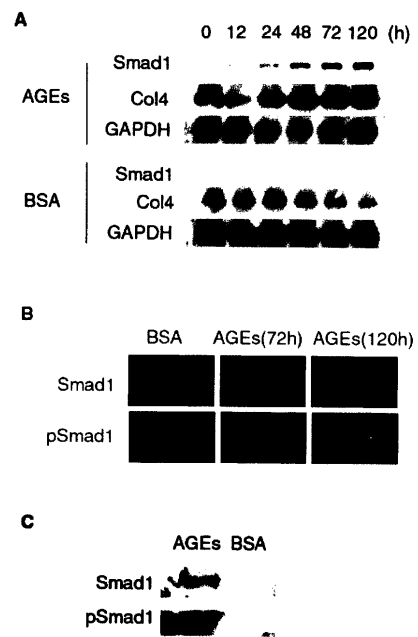 A
0 12 24 48 72 120 (h)
Smad1
AGEs
Col4
GAPDH
Smad1
BSA
Col4
GAPDH
B
BSA AGEs(72h) AGEs(120h)
Smad1
pSmad1
C
AGEs BSA
Smad1
pSmad1